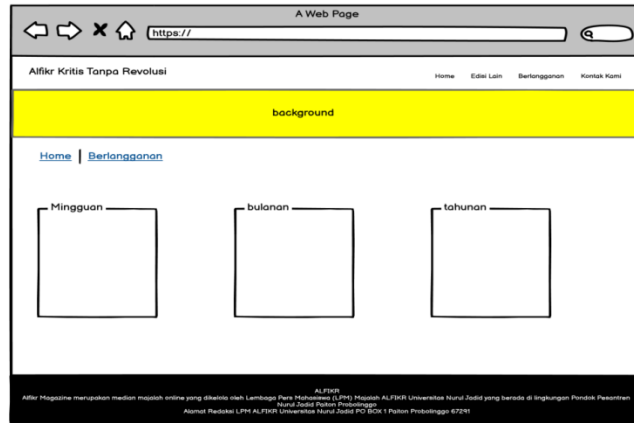 A Web Page
https://
Alfikr Kritis Tanpa Revolusi
Home Edisi Lain Berlangganan Kontak Kami
background
Home | Berlangganan
Mingguan bulanan tahunan
ALFIKR
Alfikr Magazine merupakan median majalah online yang dikelola oleh Lembaga Pers Mahasiswa (LPM) Majalah ALFIKR Universitas Nurul Jadid yang berada di lingkungan Pondok Pesantren
Nurul Jadid Paiton Probolinggo
Alamat Redaksi LPM ALFIKR Universitas Nurul Jadid PO BOX 1 Paiton Probolinggo 67291